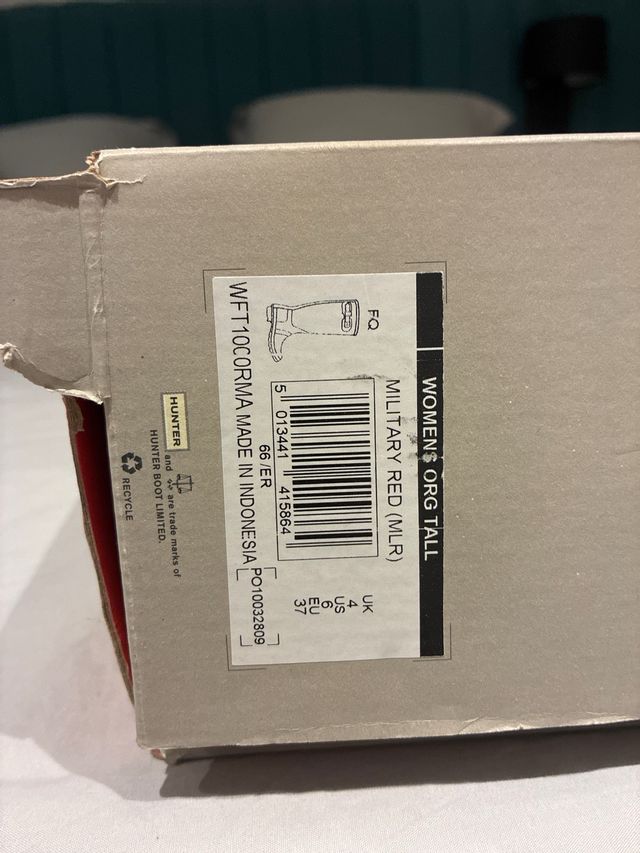 WOMENS ORG TALL
MILITARY RED (MLR)
FQ
UK
4
US
6
EU
37
5 013441 415864
66/ER
WFT1000RMA MADE IN INDONESIA
PO10032809
HUNTER and are trade marks of
HUNTER BOOT LIMITED.
RECYCLE